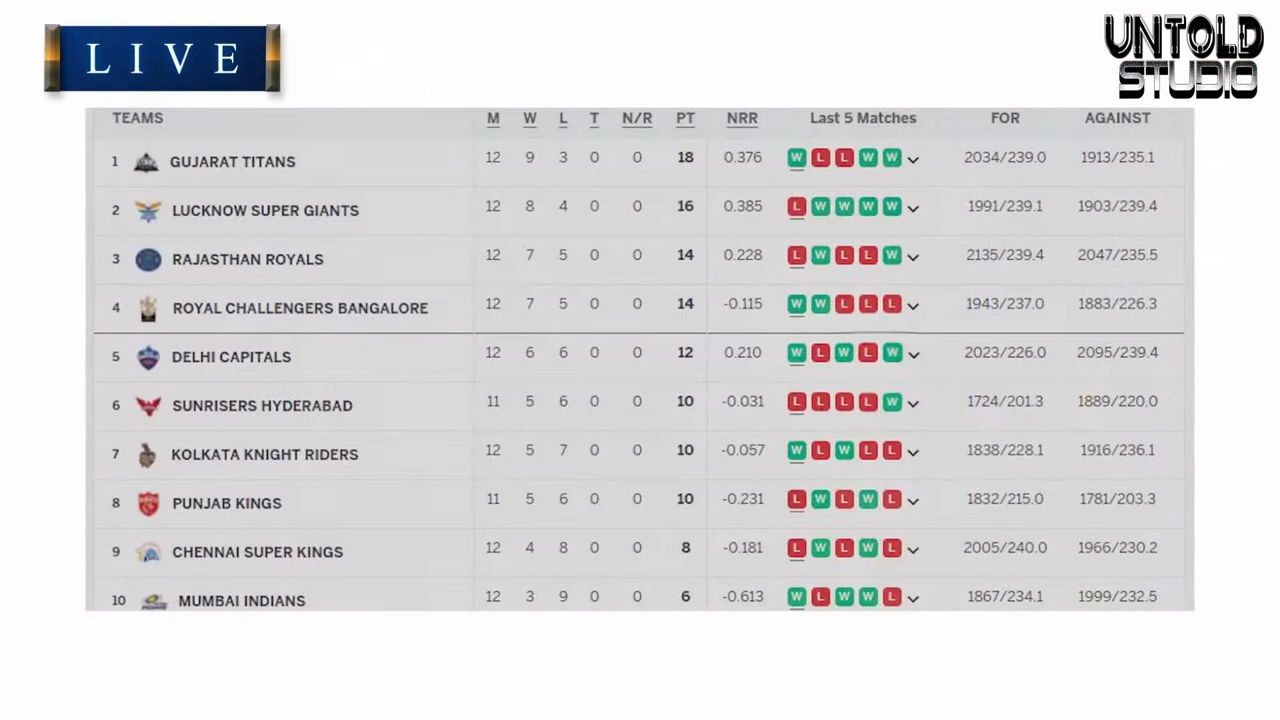 LIVE
UNTOLD
STUDIO
TEAMS M W L T N/R PT NRR Last 5 Matches FOR AGAINST
1 GUJARAT TITANS 12 9 3 0 0 18 0.376 W L L W W 2034/239.0 1913/235.1
2 LUCKNOW SUPER GIANTS 12 8 4 0 0 16 0.385 L W W W W 1991/239.1 1903/239.4
3 RAJASTHAN ROYALS 12 7 5 0 0 14 0.228 L W L L W 2135/239.4 2047/235.5
4 ROYAL CHALLENGERS BANGALORE 12 7 5 0 0 14 -0.115 W W L L L 1943/237.0 1883/226.3
5 DELHI CAPITALS 12 6 6 0 0 12 0.210 W L W L W 2023/226.0 2095/239.4
6 SUNRISERS HYDERABAD 11 5 6 0 0 10 -0.031 L L L L W 1724/201.3 1889/220.0
7 KOLKATA KNIGHT RIDERS 12 5 7 0 0 10 -0.057 W L W L L 1838/228.1 1916/236.1
8 PUNJAB KINGS 11 5 6 0 0 10 -0.231 L W L W L 1832/215.0 1781/203.3
9 CHENNAI SUPER KINGS 12 4 8 0 0 8 -0.181 L W L W L 2005/240.0 1966/230.2
10 MUMBAI INDIANS 12 3 9 0 0 6 -0.613 W L W W L 1867/234.1 1999/232.5